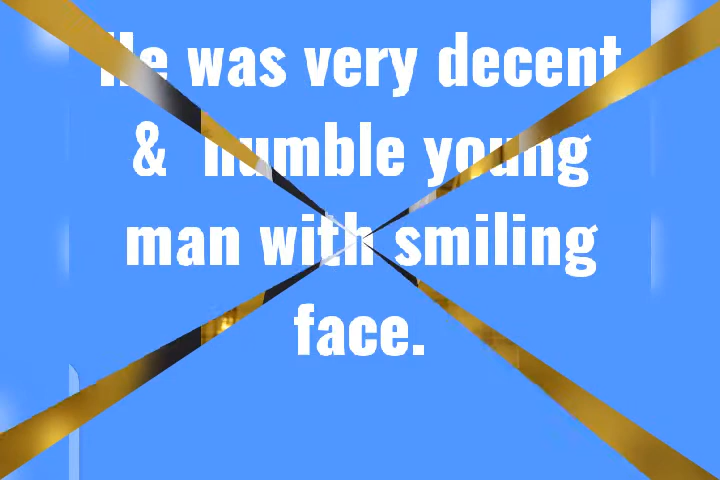 He was very decent
& humble young
man with smiling
face.